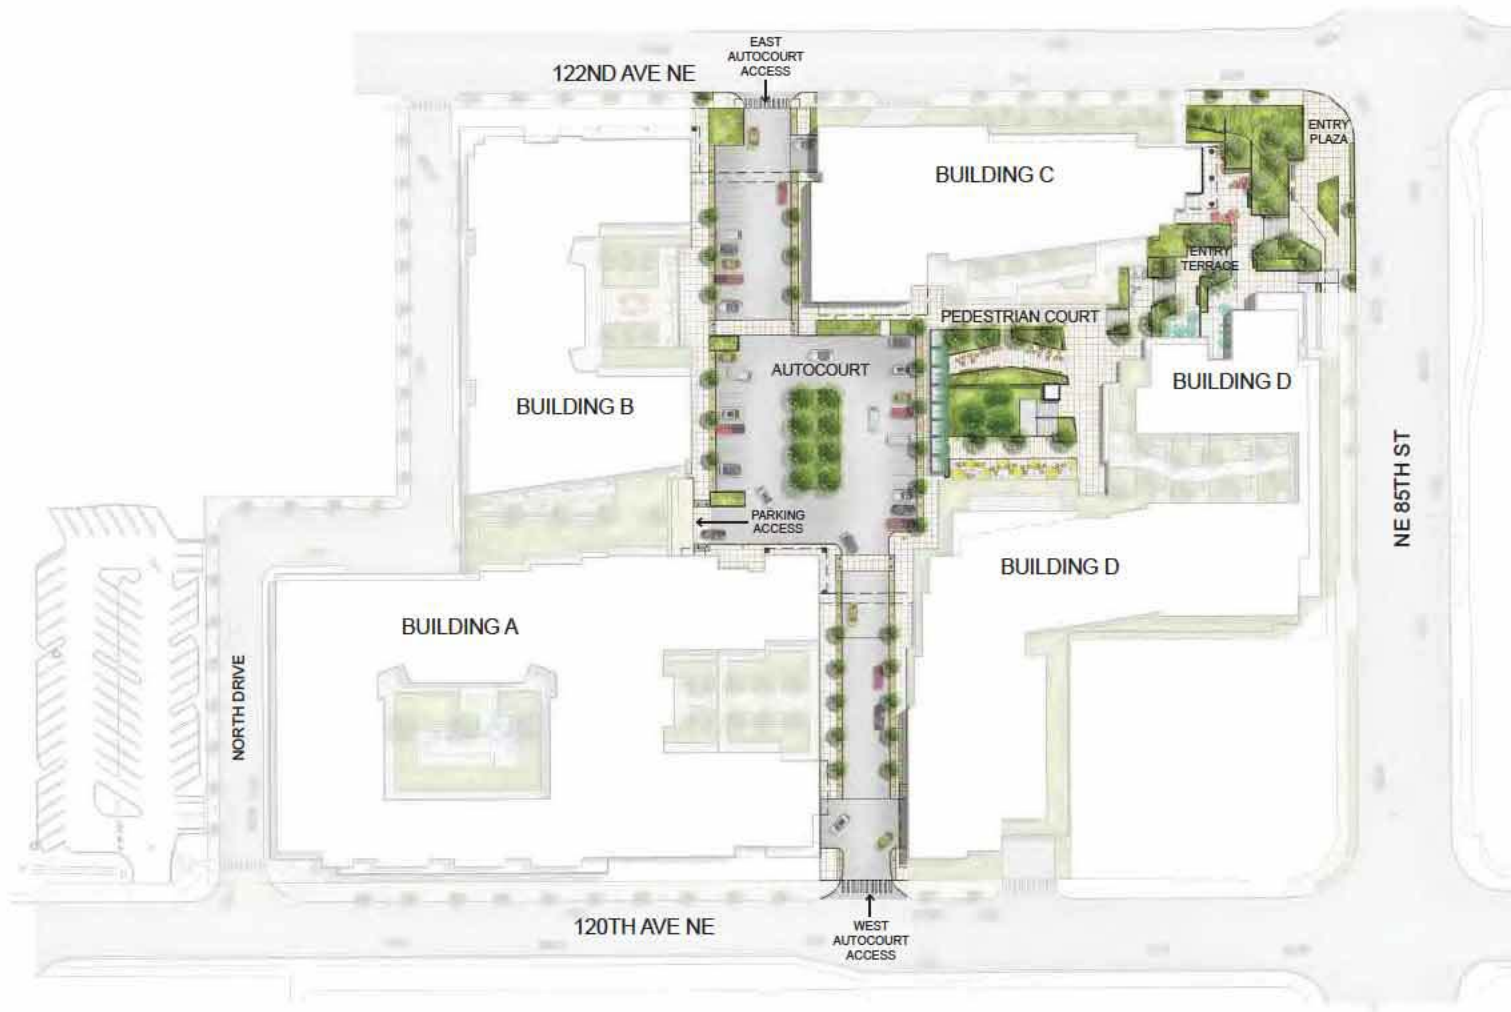 EAST
AUTOCOURT
ACCESS
122ND AVE NE
ENTRY
PLAZA
BUILDING C
ENTRY
TERRACE
PEDESTRIAN COURT
AUTOCOURT
BUILDING D
BUILDING B
NE 85TH ST
PARKING
ACCESS
BUILDING D
BUILDING A
NORTH DRIVE
120TH AVE NE
WEST
AUTOCOURT
ACCESS